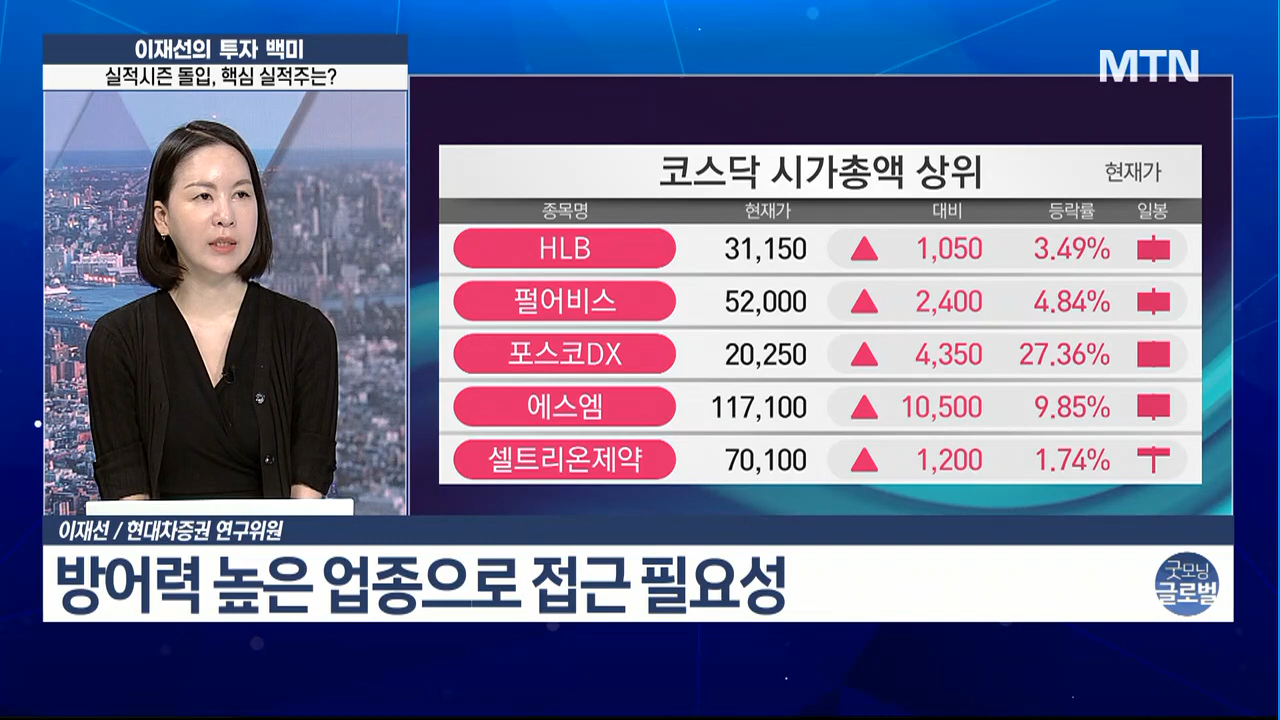 이재선의 투자 백미
실적시즌 돌입, 핵심 실적주는?
MTN
코스닥 시가총액 상위 현재가
종목명 현재가 대비 등락률 일봉
HLB 31,150 ▲ 1,050 3.49%
펄어비스 52,000 ▲ 2,400 4.84%
포스코DX 20,250 ▲ 4,350 27.36%
에스엠 117,100 ▲ 10,500 9.85%
셀트리온제약 70,100 ▲ 1,200 1.74%
이재선 / 현대차증권 연구위원
방어력 높은 업종으로 접근 필요성
굿모닝
글로벌